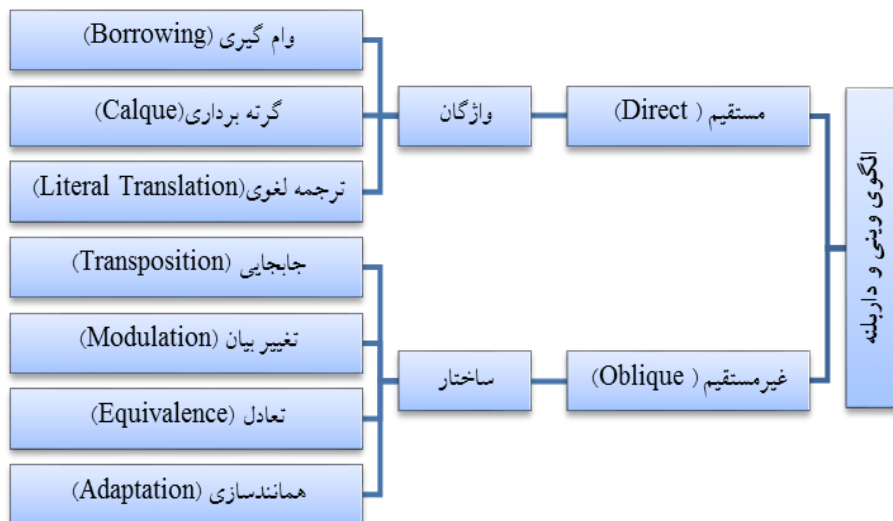 الگوی وینی و داربلنه
مستقیم ( Direct)
واژگان
وام گیری (Borrowing)
گرته برداری(Calque)
ترجمه لغوی(Literal Translation)
غیرمستقیم ( Oblique)
ساختار
جابجایی (Transposition)
تغییر بیان (Modulation)
تعادل (Equivalence)
همانندسازی (Adaptation)